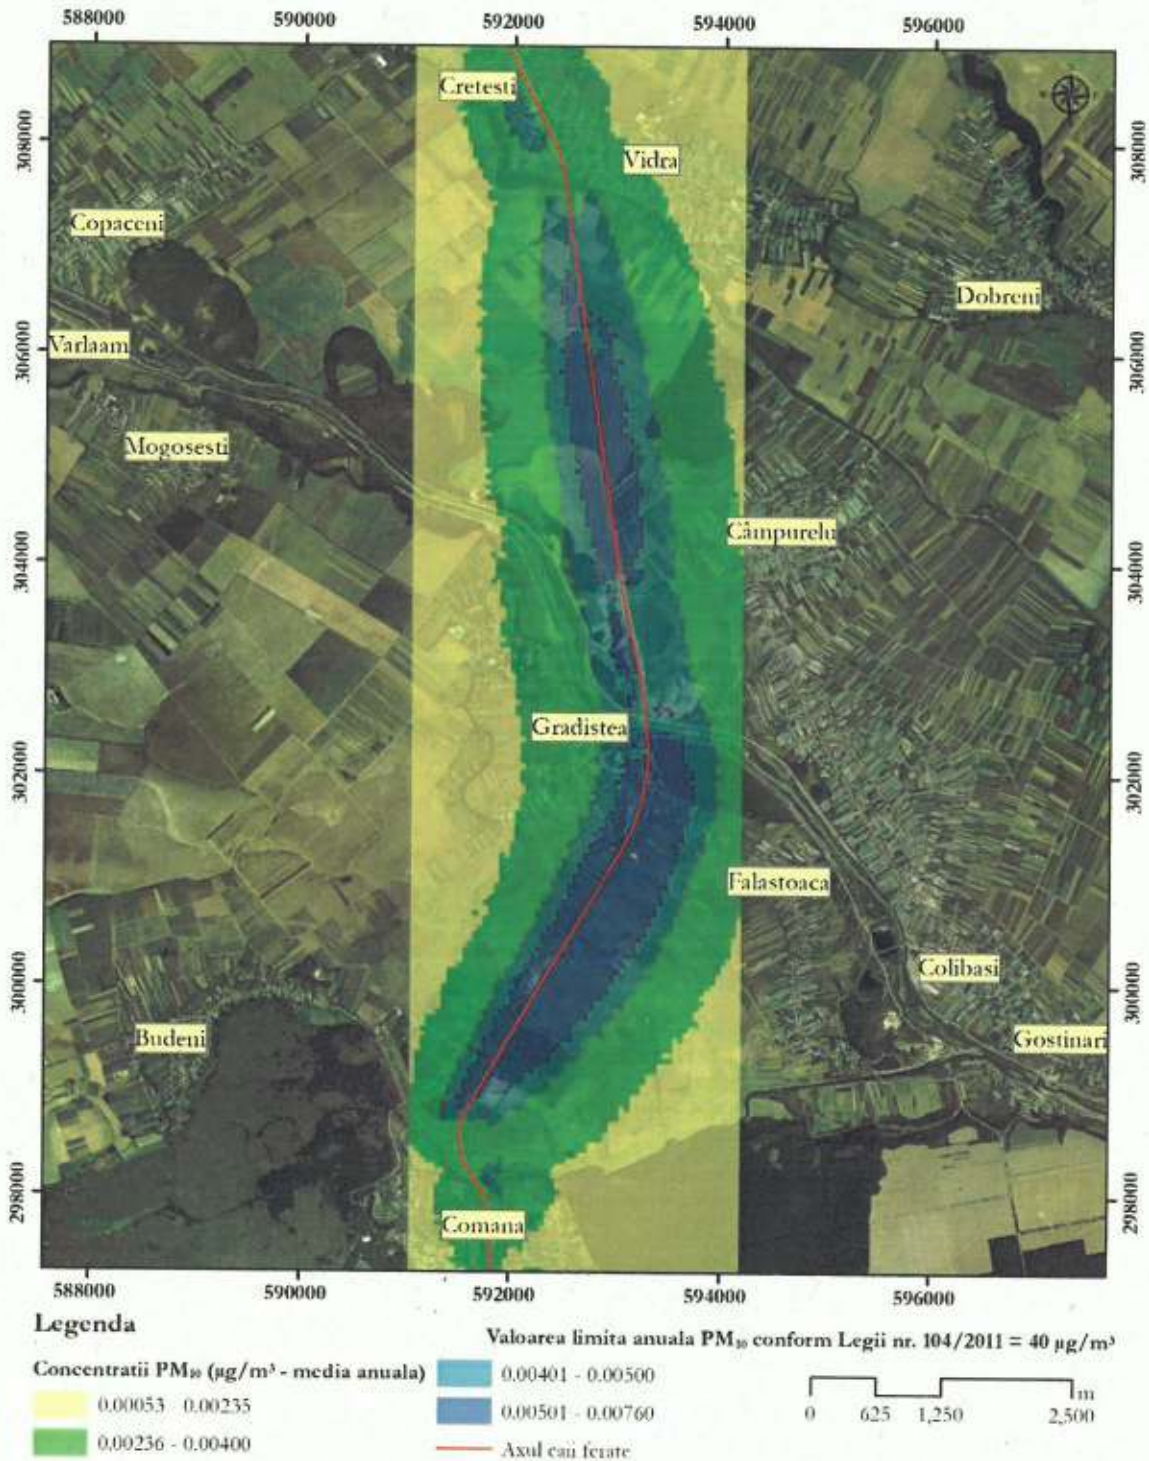 588000 590000 592000 594000 596000
308000 308000
306000 306000
304000 304000
302000 302000
300000 300000
298000 298000
Cretesti
Vidra
Copaceni
Dobreni
Varlaam
Mogosesti
Câmpurelu
Gradistea
Falastoaca
Colibasi
Budeni
Gostinari
Comana
588000 590000 592000 594000 596000
Legenda
Valoarea limita anuala PM₁₀ conform Legii nr. 104/2011 = 40 µg/m³
Concentratii PM₁₀ (µg/m³ - media anuala)
0.00053 0.00235
0.00236 - 0.00400
0.00401 - 0.00500
0.00501 - 0.00760
Axul caii ferate
m
0 625 1,250 2,500